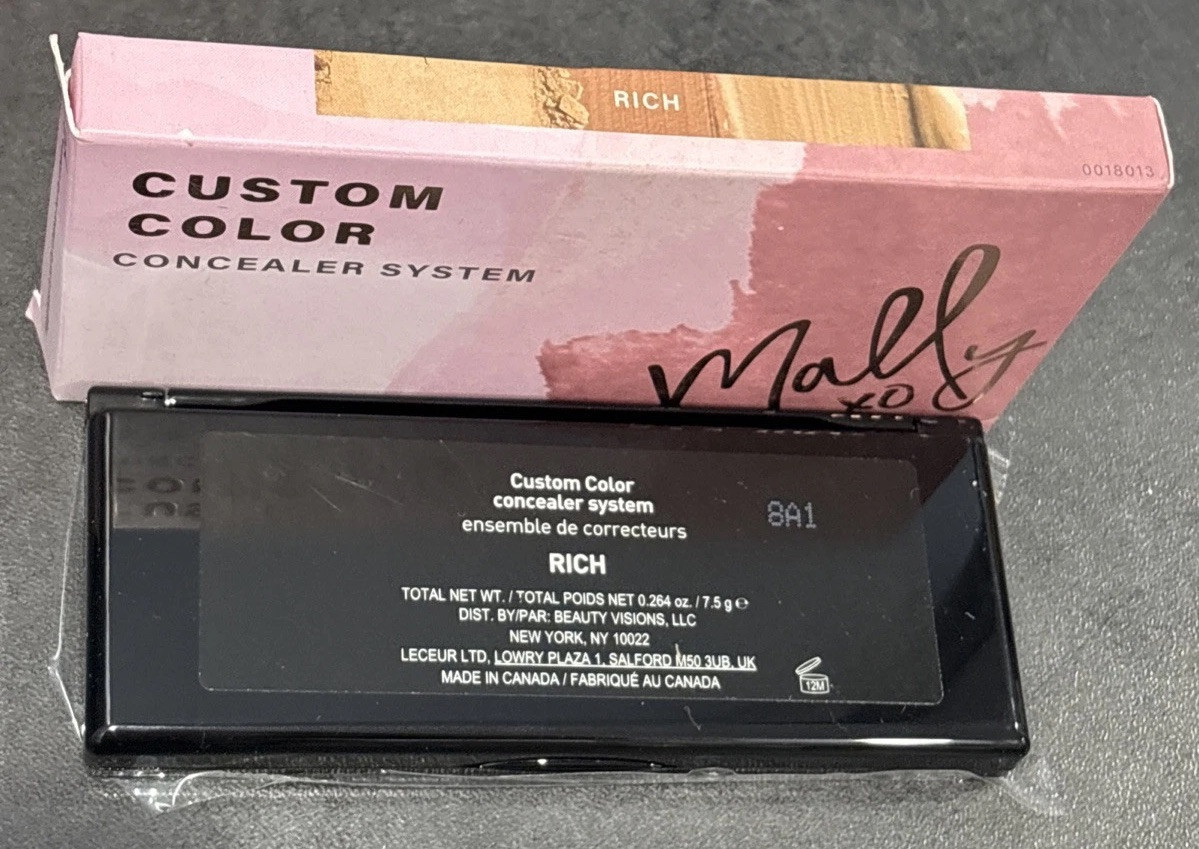 RICH
0018013
CUSTOM
COLOR
CONCEALER SYSTEM
Mally
xo
Custom Color
concealer system
ensemble de correcteurs
8A1
RICH
TOTAL NET WT. / TOTAL POIDS NET 0.264 oz. / 7.5 g ℮
DIST. BY/PAR: BEAUTY VISIONS, LLC
NEW YORK, NY 10022
LECEUR LTD, LOWRY PLAZA 1, SALFORD M50 3UB, UK
MADE IN CANADA / FABRIQUÉ AU CANADA
12M